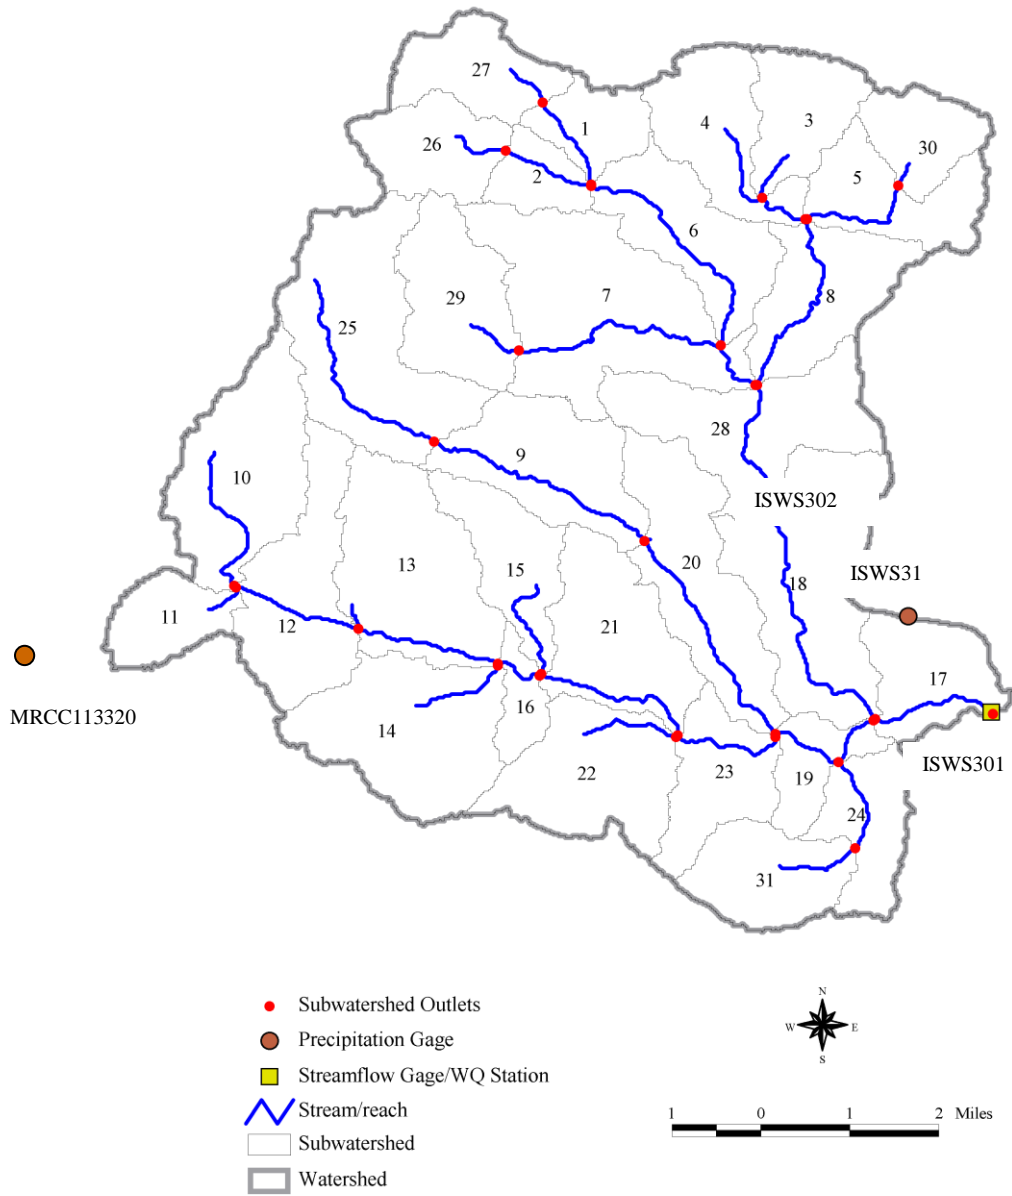 27
4
3
1
26
30
2
5
6
29
7
8
25
28
9
10
ISWS302
13
15
20
18
ISWS31
11
12
21
17
MRCC113320
16
14
22
23
19
ISWS301
24
31
Subwatershed Outlets
Precipitation Gage
Streamflow Gage/WQ Station
Stream/reach
Subwatershed
Watershed
N
W E
S
1 0 1 2 Miles